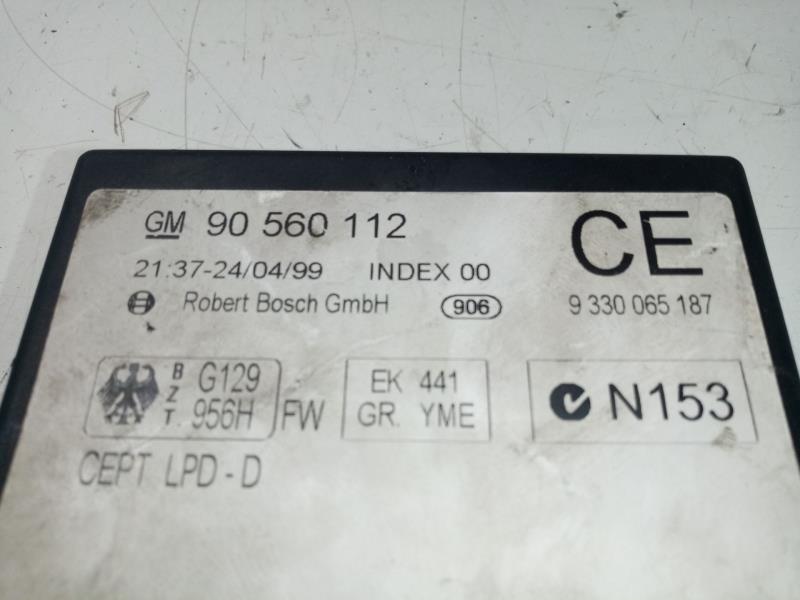 GM 90 560 112 CE
21:37-24/04/99 INDEX 00
Robert Bosch GmbH 906 9 330 065 187
BZT. G129 956H FW
EK 441
GR. YME
N153
CEPT LPD-D